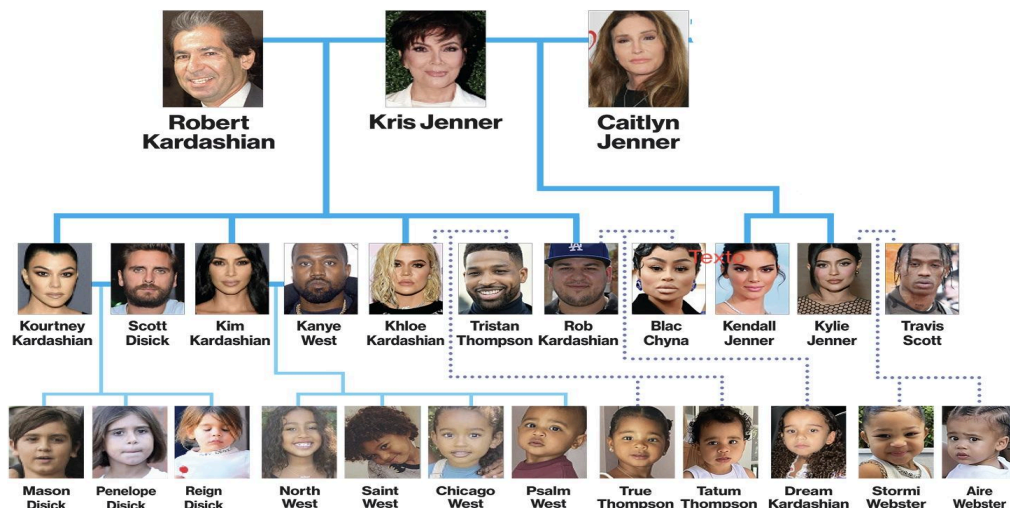 Robert
Kardashian
Kris Jenner
Caitlyn
Jenner
Texto
Kourtney
Kardashian
Scott
Disick
Kim
Kardashian
Kanye
West
Khloe
Kardashian
Tristan
Thompson
Rob
Kardashian
Blac
Chyna
Kendall
Jenner
Kylie
Jenner
Travis
Scott
Mason
Disick
Penelope
Disick
Reign
Disick
North
West
Saint
West
Chicago
West
Psalm
West
True
Thompson
Tatum
Thompson
Dream
Kardashian
Stormi
Webster
Aire
Webster